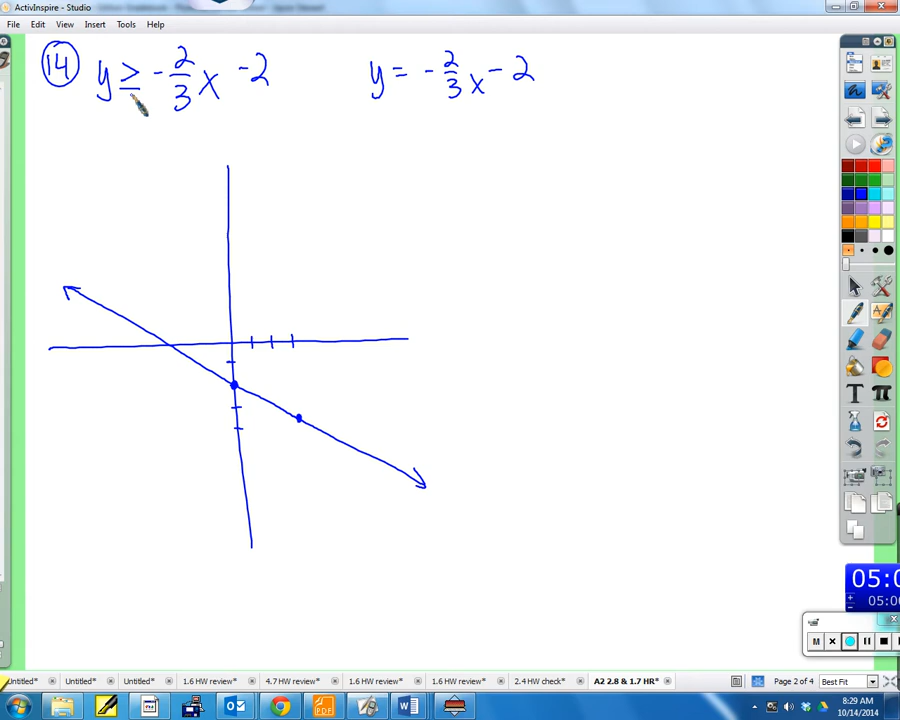 ActivInspire - Studio
File Edit View Insert Tools Help
14 y ≥ -2/3 x -2 y = -2/3 x - 2
05:0
05:00
M
Untitled* Untitled* Untitled* 1.6 HW review* 4.7 HW review* 1.6 HW review* 1.6 HW review* 2.4 HW check* A2 2.8 & 1.7 HR* Page 2 of 4 Best Fit
PDF
8:29 AM
10/14/2014